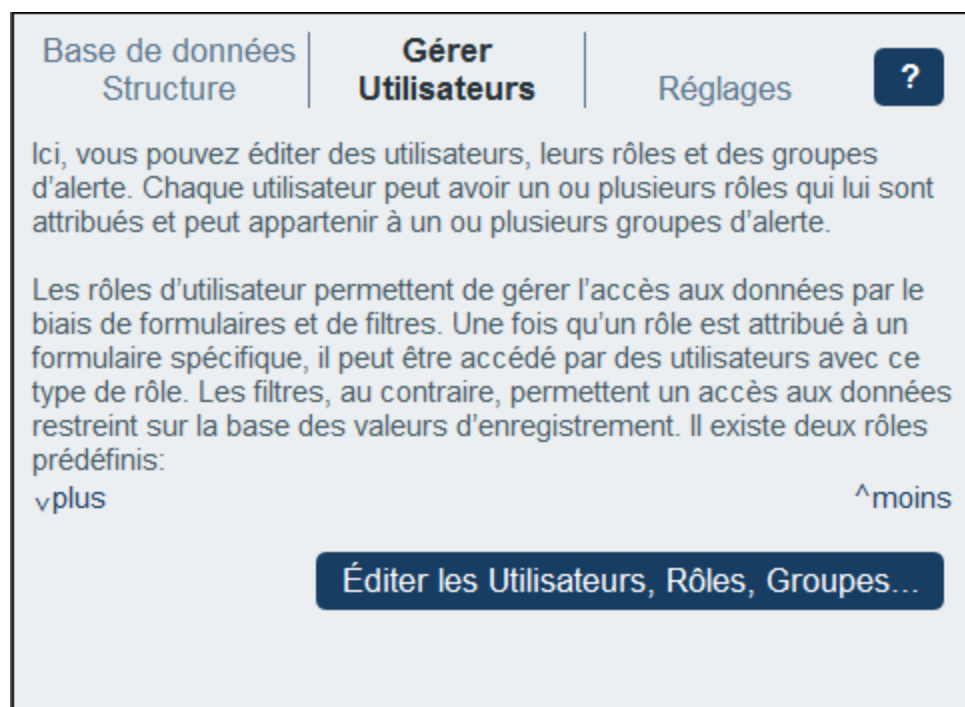 Base de données
Structure
Gérer
Utilisateurs
Réglages
?
Ici, vous pouvez éditer des utilisateurs, leurs rôles et des groupes
d’alerte. Chaque utilisateur peut avoir un ou plusieurs rôles qui lui sont
attribués et peut appartenir à un ou plusieurs groupes d’alerte.
Les rôles d’utilisateur permettent de gérer l’accès aux données par le
biais de formulaires et de filtres. Une fois qu’un rôle est attribué à un
formulaire spécifique, il peut être accédé par des utilisateurs avec ce
type de rôle. Les filtres, au contraire, permettent un accès aux données
restreint sur la base des valeurs d’enregistrement. Il existe deux rôles
prédéfinis:
˅plus ^moins
Éditer les Utilisateurs, Rôles, Groupes...